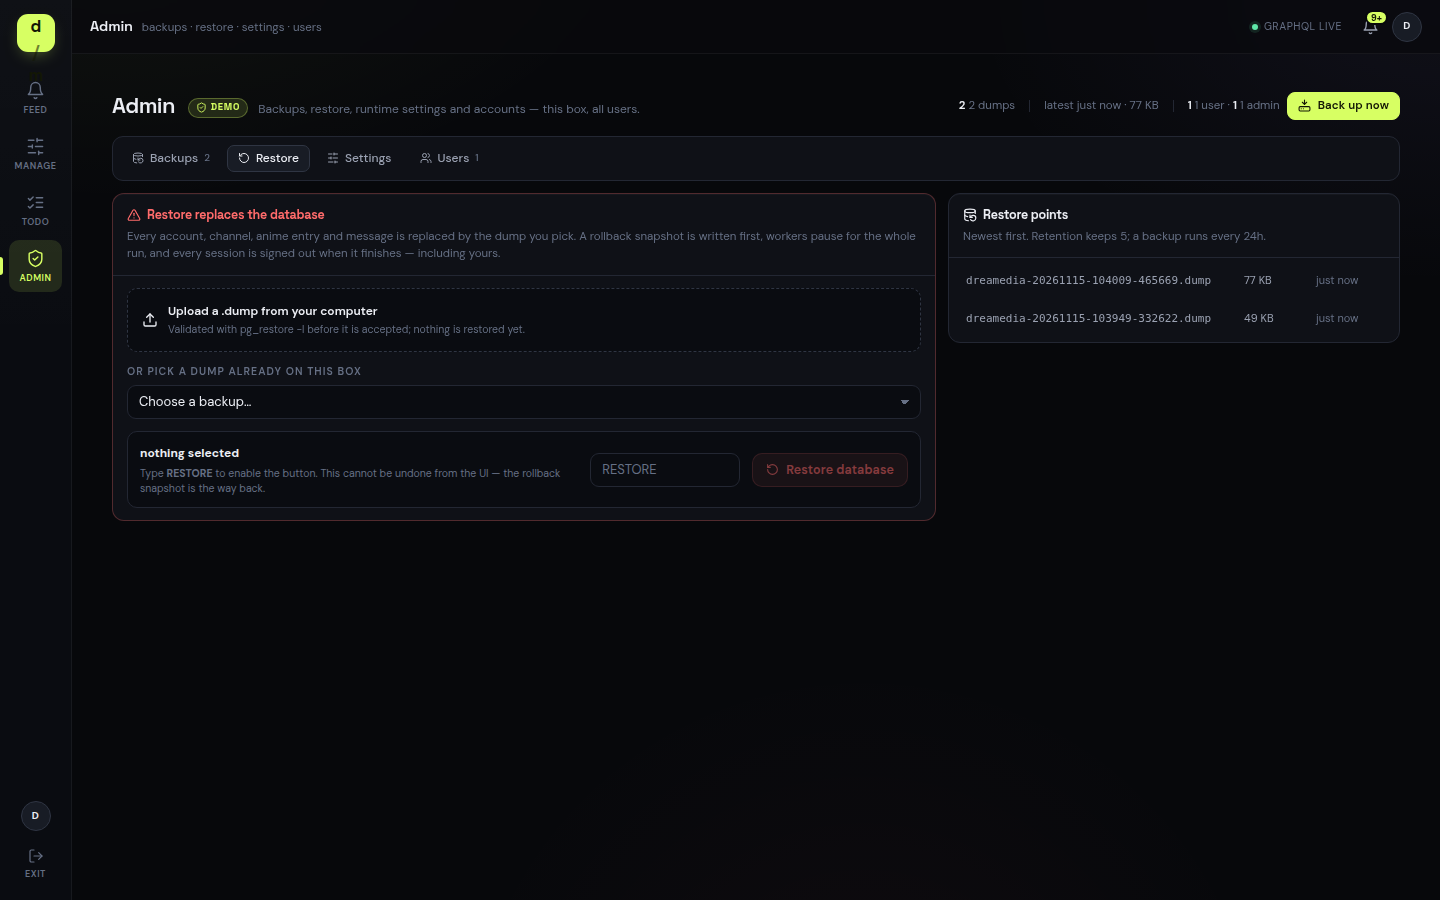 d
/
Admin backups · restore · settings · users
GRAPHQL LIVE
9+
D
FEED
MANAGE
TODO
ADMIN
Admin
DEMO
Backups, restore, runtime settings and accounts — this box, all users.
2 2 dumps
latest just now · 77 KB
1 1 user · 1 1 admin
Back up now
Backups 2
Restore
Settings
Users 1
Restore replaces the database
Every account, channel, anime entry and message is replaced by the dump you pick. A rollback snapshot is written first, workers pause for the whole
run, and every session is signed out when it finishes — including yours.
Upload a .dump from your computer
Validated with pg_restore -l before it is accepted; nothing is restored yet.
OR PICK A DUMP ALREADY ON THIS BOX
Choose a backup...
nothing selected
Type RESTORE to enable the button. This cannot be undone from the UI — the rollback
snapshot is the way back.
RESTORE
Restore database
Restore points
Newest first. Retention keeps 5; a backup runs every 24h.
dreamedia-20261115-104009-465669.dump 77 KB just now
dreamedia-20261115-103949-332622.dump 49 KB just now
D
EXIT